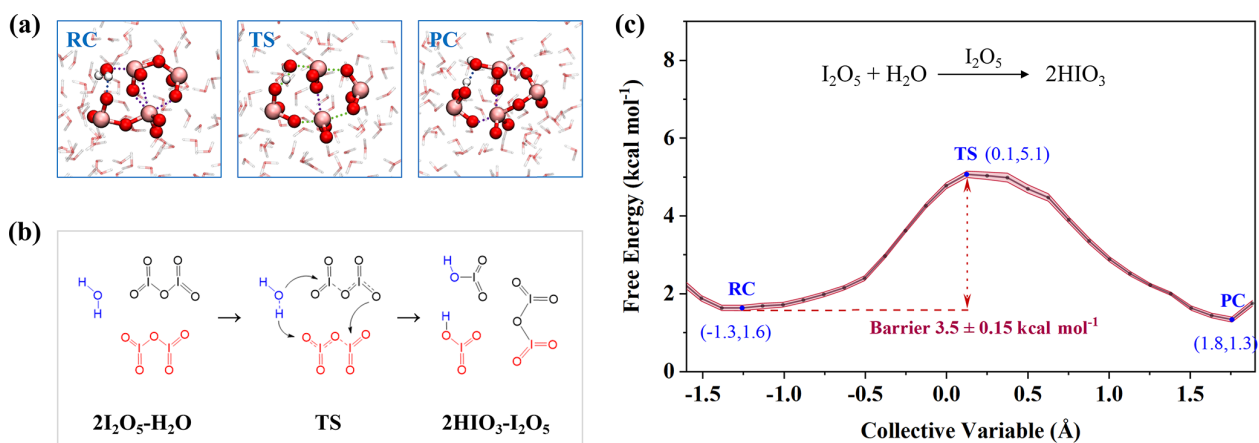 (a)
RC
TS
PC
(b)
H
O
H
O
O
I
I
O
O
O
O
O
I
I
O
O
O
H
O
H
O
O
I
I
O
O
O
O
O
I
I
O
O
O
H
O
I
O
O
O
I
O
O
H
O
I
O
O
I
O
O
2I₂O₅-H₂O
TS
2HIO₃-I₂O₅
(c)
Free Energy (kcal mol⁻¹)
8
6
4
2
0
I₂O₅ + H₂O
I₂O₅
2HIO₃
TS (0.1,5.1)
RC
(-1.3,1.6)
Barrier 3.5 ± 0.15 kcal mol⁻¹
PC
(1.8,1.3)
-1.5 -1.0 -0.5 0.0 0.5 1.0 1.5
Collective Variable (Å)